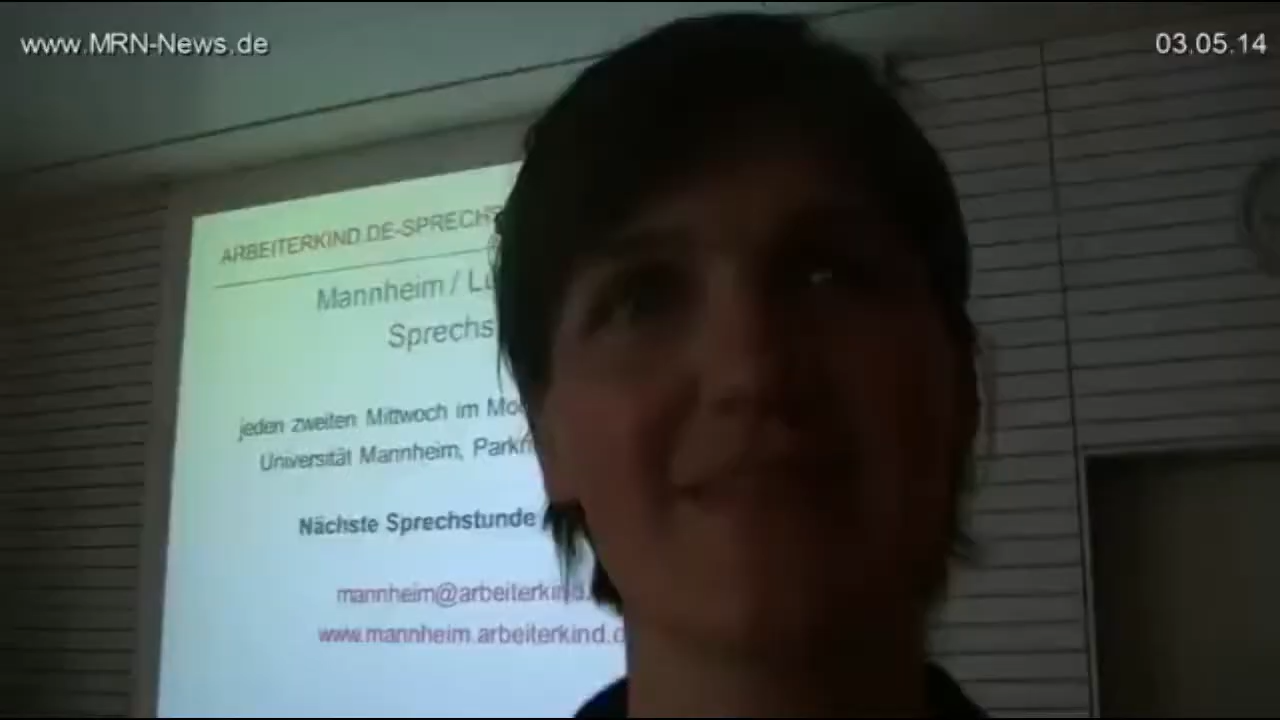 www.MRN-News.de
03.05.14
ARBEITERKIND.DE-SPRECH
Mannheim / Lu
Sprechs
jeden zweiten Mittwoch im Mo
Universität Mannheim, Park
Nächste Sprechstunde
mannheim@arbeiterkind.
www.mannheim.arbeiterkind.d